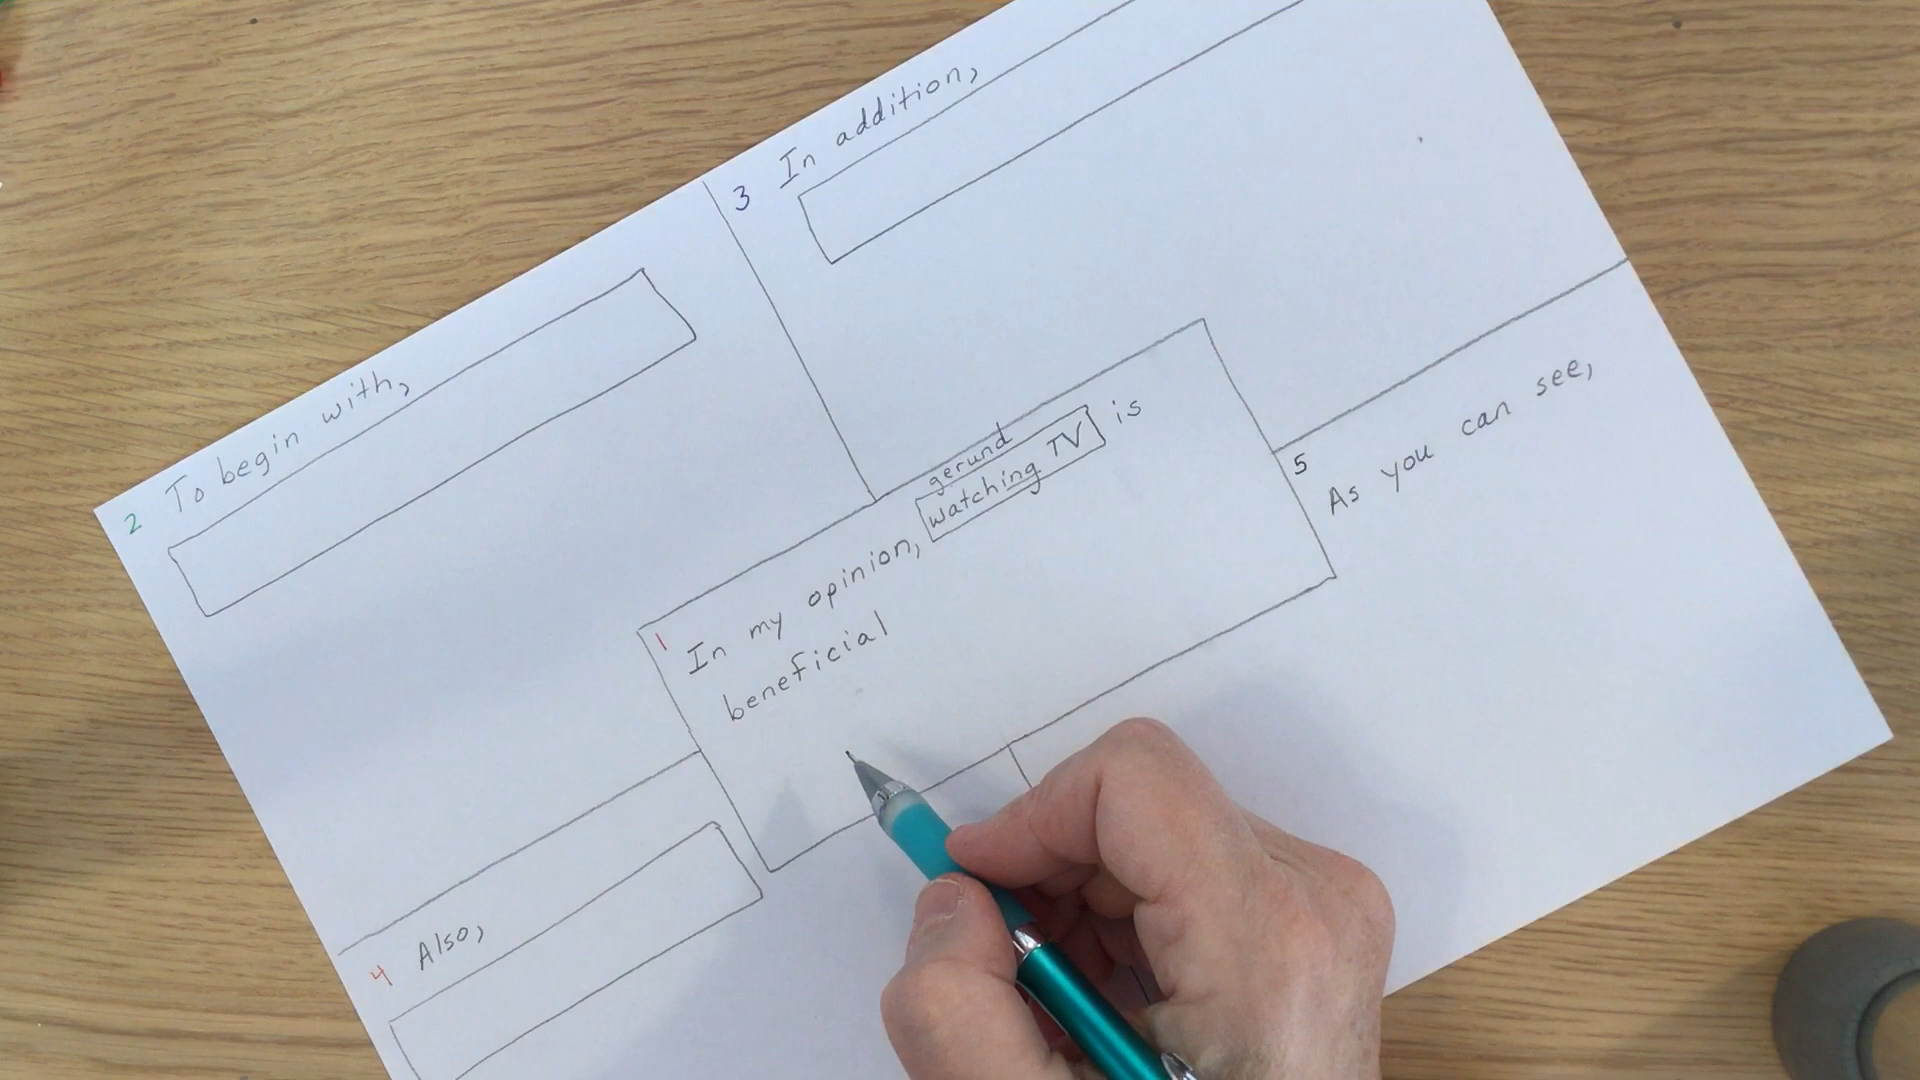 1
In my opinion, watching TV is
gerund
beneficial
2 To begin with,
3 In addition,
4 Also,
5
As you can see,